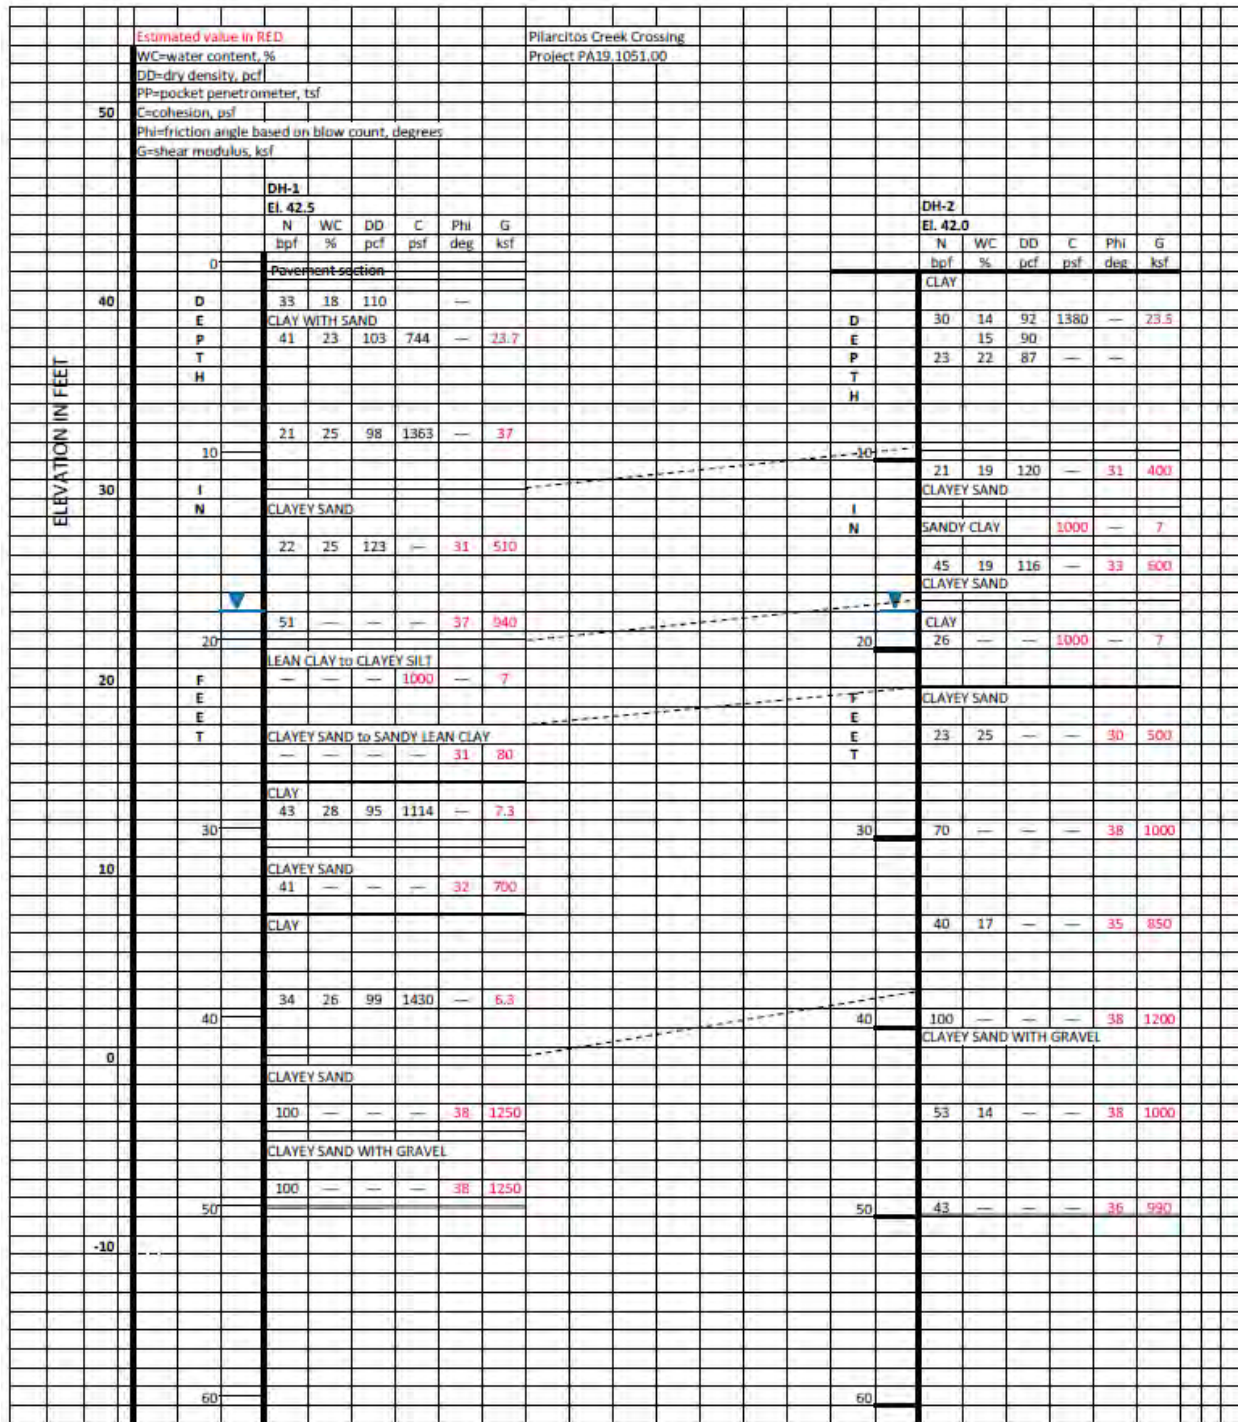 Estimated value in RED
WC=water content, %
DD=dry density, pcf
PP=pocket penetrometer, tsf
C=cohesion, psf
Phi=friction angle based on blow count, degrees
G=shear modulus, ksf
Pilarcitos Creek Crossing
Project PA19.1051.00
ELEVATION IN FEET
50
40
30
20
10
0
-10
DEPTH IN FEET
0
10
20
30
40
50
60
DH-1
El. 42.5
N WC DD C Phi G
bpf % pcf psf deg ksf
Pavement section
33 18 110 —
CLAY WITH SAND
41 23 103 744 — 23.7
21 25 98 1363 — 37
CLAYEY SAND
22 25 123 — 31 510
51 — — — 37 940
LEAN CLAY to CLAYEY SILT
— — — 1000 — 7
CLAYEY SAND to SANDY LEAN CLAY
— — — — 31 80
CLAY
43 28 95 1114 — 7.3
CLAYEY SAND
41 — — — 32 700
CLAY
34 26 99 1430 — 6.3
CLAYEY SAND
100 — — — 38 1250
CLAYEY SAND WITH GRAVEL
100 — — — 38 1250
DEPTH IN FEET
10
20
30
40
50
60
DH-2
El. 42.0
N WC DD C Phi G
bpf % pcf psf deg ksf
CLAY
30 14 92 1380 — 23.5
15 90
23 22 87 — —
21 19 120 — 31 400
CLAYEY SAND
SANDY CLAY 1000 — 7
45 19 116 — 33 600
CLAYEY SAND
CLAY
26 — — 1000 — 7
CLAYEY SAND
23 25 — — 30 500
70 — — — 38 1000
40 17 — — 35 850
100 — — — 38 1200
CLAYEY SAND WITH GRAVEL
53 14 — — 38 1000
43 — — — 36 990